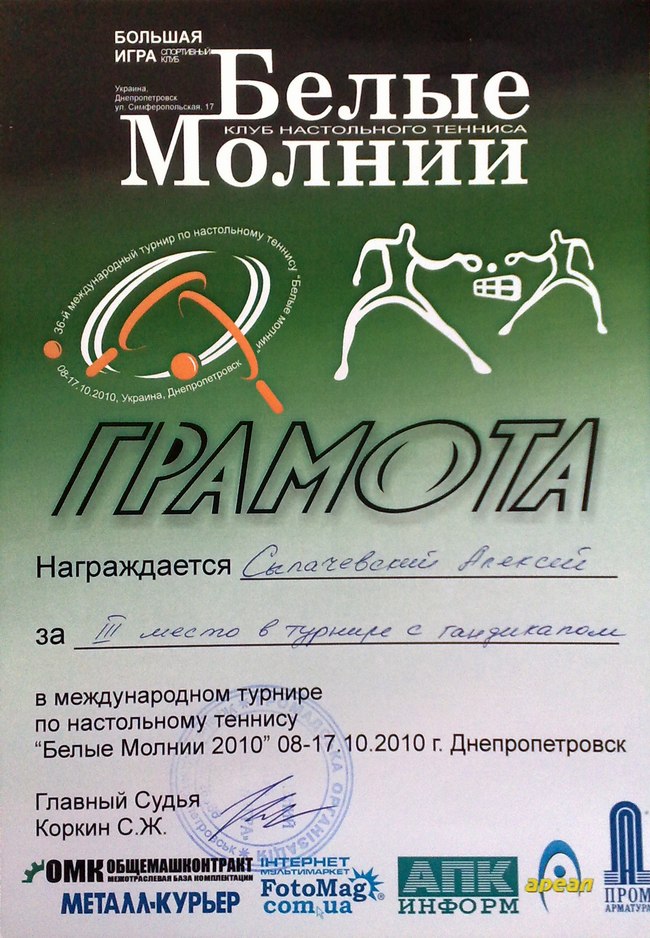 БОЛЬШАЯ
ИГРА СПОРТИВНЫЙ КЛУБ
Украина,
Днепропетровск
ул. Симферопольская, 17
Белые
КЛУБ НАСТОЛЬНОГО ТЕННИСА
Молнии
36-й международный турнир по настольному теннису "Белые молнии"
08-17.10.2010, Украина, Днепропетровск
ГРАМОТА
Награждается Сыпачевский Алексей
за III место в турнире с гандикапом
в международном турнире
по настольному теннису
“Белые Молнии 2010” 08-17.10.2010 г. Днепропетровск
Главный Судья
Коркин С.Ж.
ОРГАНІЗАЦІЯ
ОМК ОБЩЕМАШКОНТРАКТ
МЕЖОТРАСЛЕВАЯ БАЗА КОМПЛЕКТАЦИИ
МЕТАЛЛ-КУРЬЕР
ІНТЕРНЕТ
МУЛЬТИМАРКЕТ
FotoMag
com.ua
АПК
ИНФОРМ
ареал
ПРОМ
АРМАТУРА